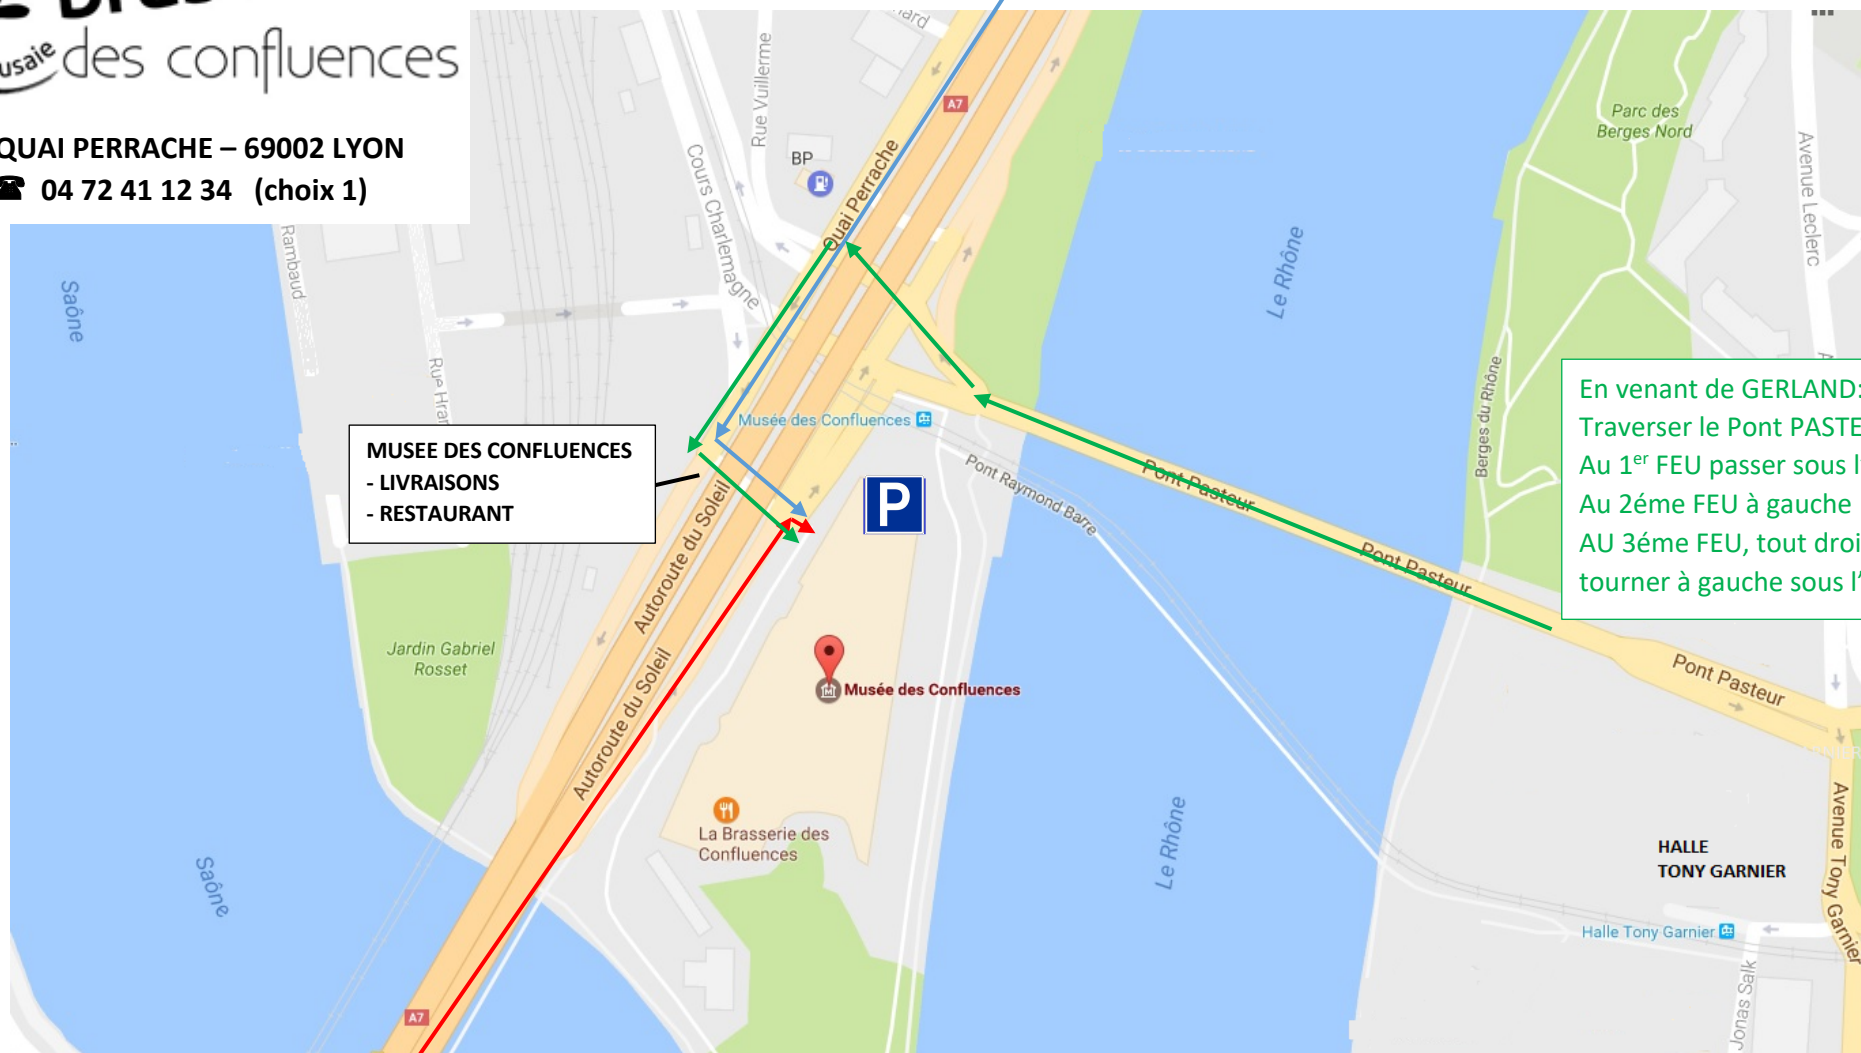 des confluences
QUAI PERRACHE – 69002 LYON
☎ 04 72 41 12 34 (choix 1)
Rue Vuillerme
A7
BP
Quai Perrache
Cours Charlemagne
Parc des
Berges Nord
Avenue Leclerc
Rambaud
Saône
Le Rhône
Berges du Rhône
Musée des Confluences
MUSEE DES CONFLUENCES
- LIVRAISONS
- RESTAURANT
P
Pont Raymond Barre
Pont Pasteur
Pont Pasteur
Pont Pasteur
En venant de GERLAND:
Traverser le Pont PASTE
Au 1er FEU passer sous l
Au 2éme FEU à gauche
AU 3éme FEU, tout droi
tourner à gauche sous l’
Autoroute du Soleil
Autoroute du Soleil
Jardin Gabriel
Rosset
Musée des Confluences
La Brasserie des
Confluences
Saône
Le Rhône
HALLE
TONY GARNIER
Avenue Tony Garnier
Halle Tony Garnier
Jonas Salk
A7